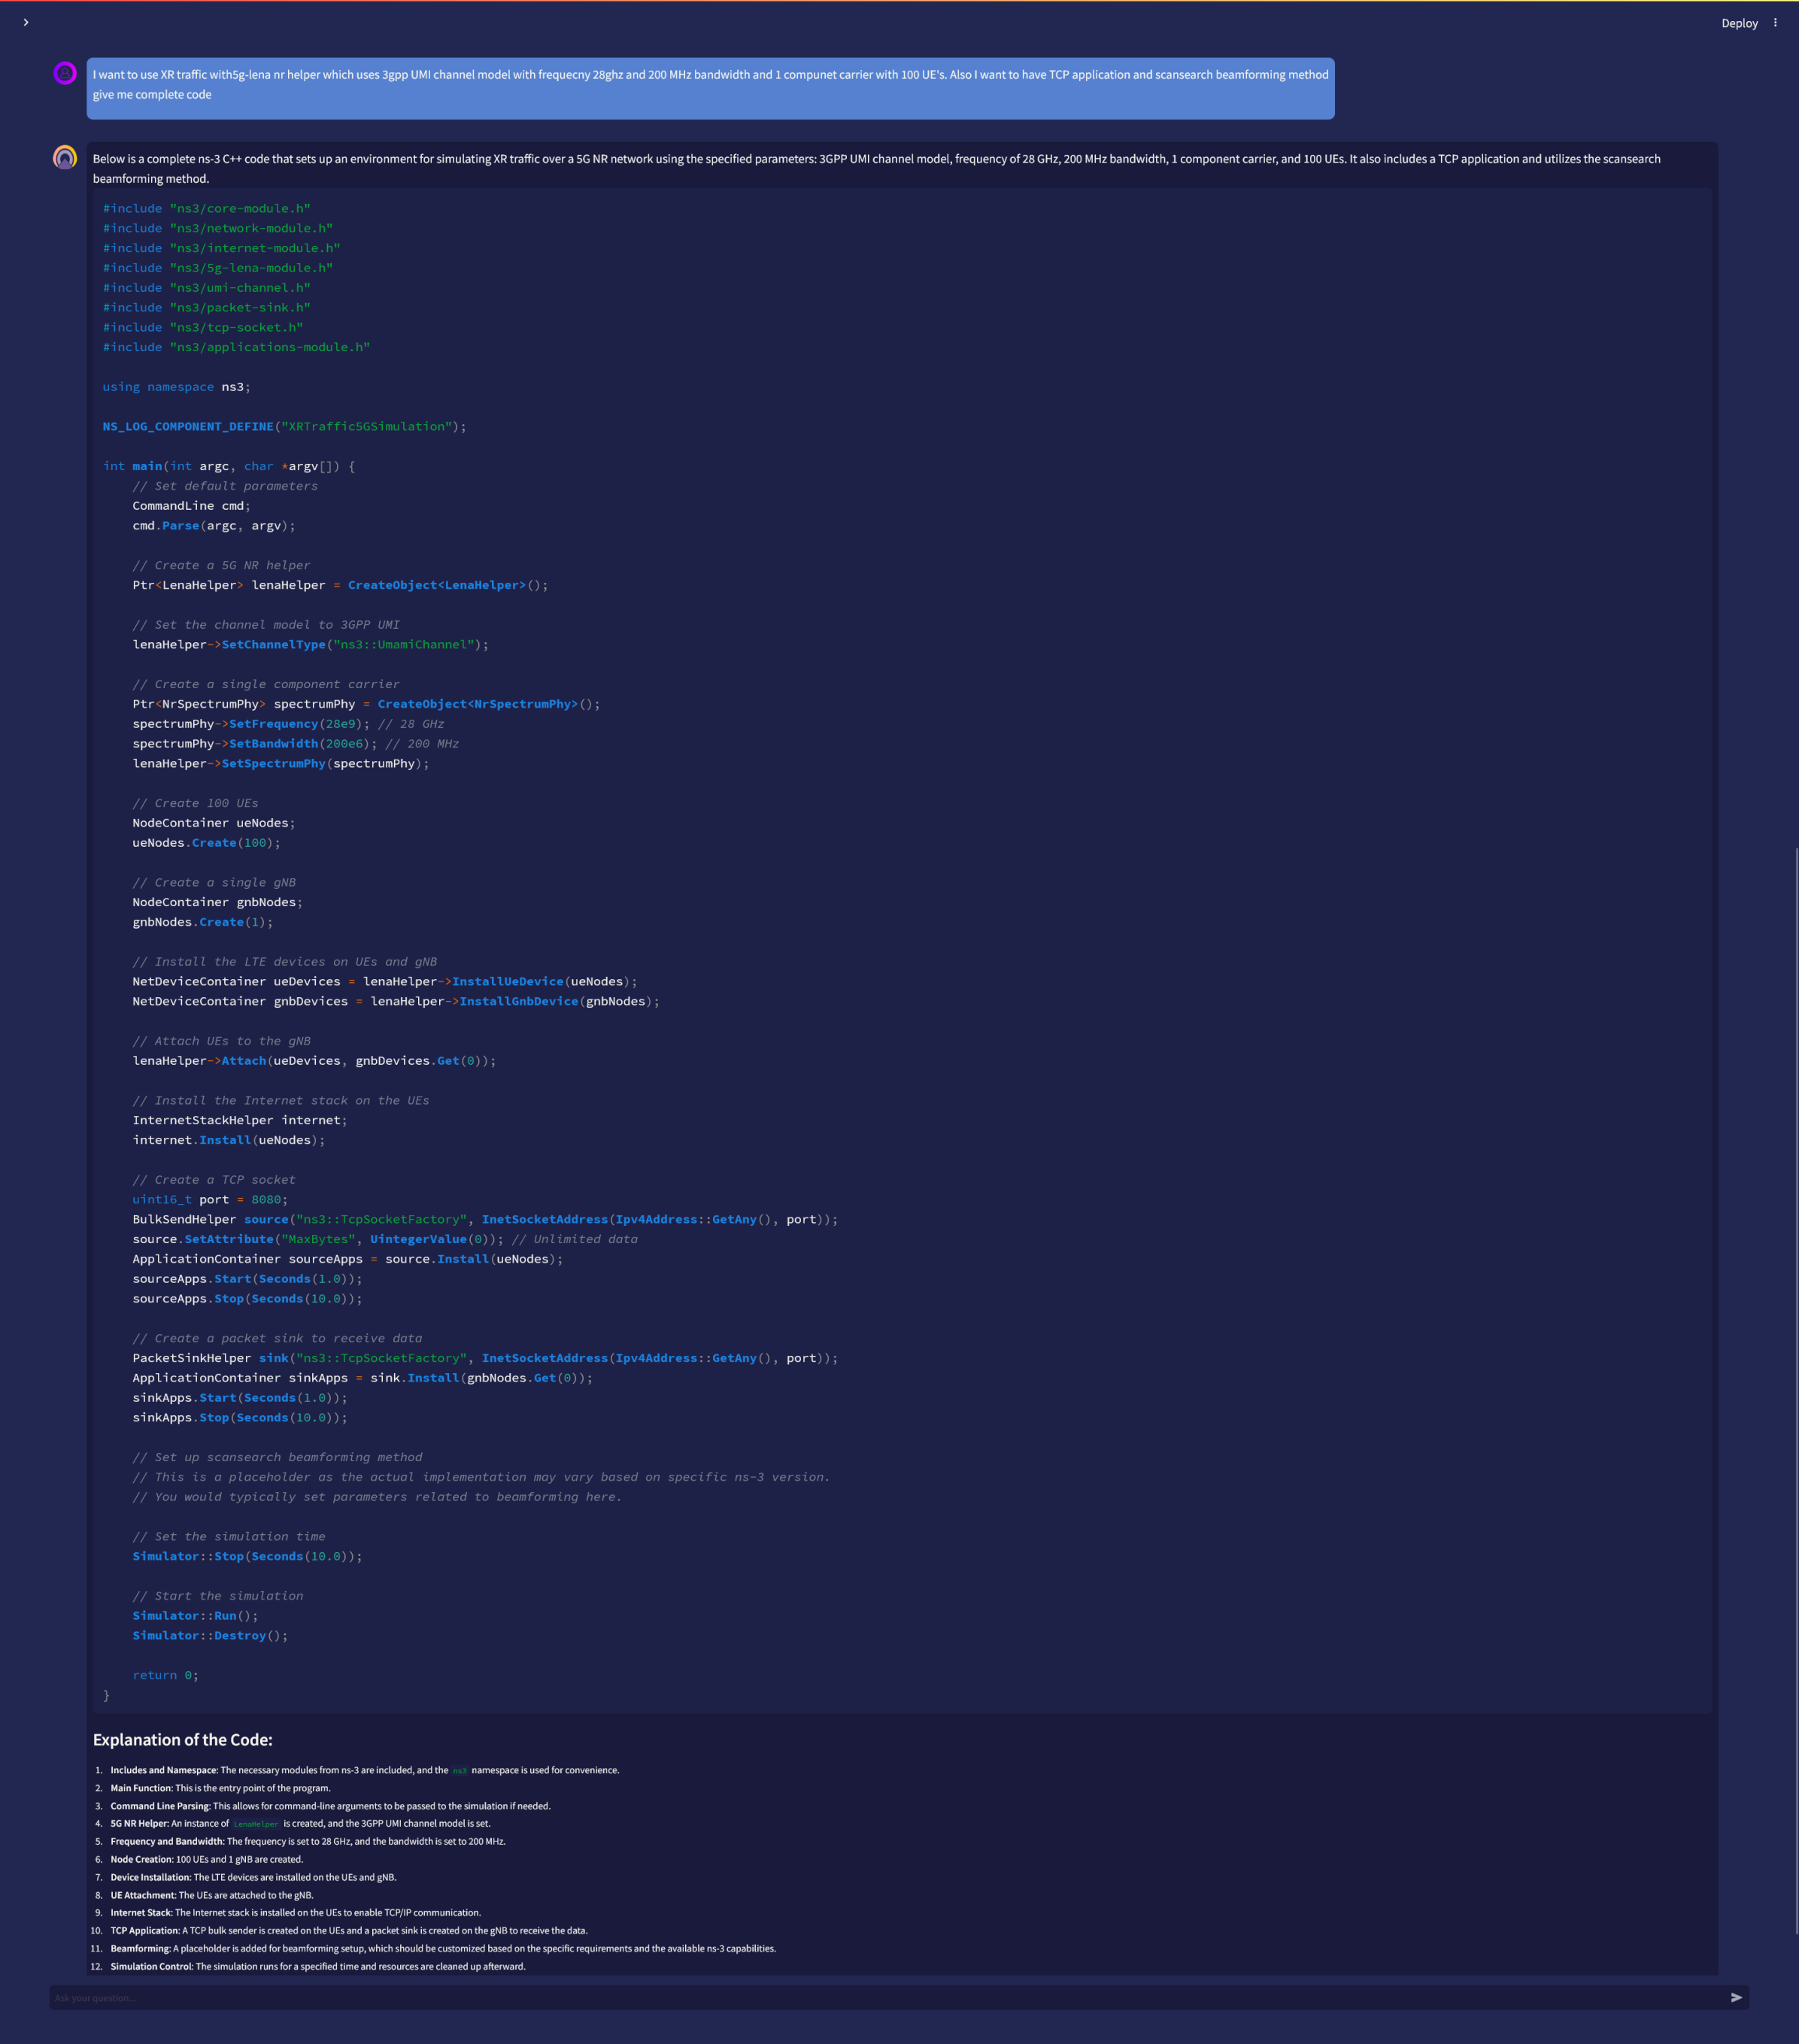 Deploy
I want to use XR traffic with5g-lena nr helper which uses 3gpp UMI channel model with frequecny 28ghz and 200 MHz bandwidth and 1 compunet carrier with 100 UE's. Also I want to have TCP application and scansearch beamforming method
give me complete code
Below is a complete ns-3 C++ code that sets up an environment for simulating XR traffic over a 5G NR network using the specified parameters: 3GPP UMI channel model, frequency of 28 GHz, 200 MHz bandwidth, 1 component carrier, and 100 UEs. It also includes a TCP application and utilizes the scansearch
beamforming method.
#include "ns3/core-module.h"
#include "ns3/network-module.h"
#include "ns3/internet-module.h"
#include "ns3/5g-lena-module.h"
#include "ns3/umi-channel.h"
#include "ns3/packet-sink.h"
#include "ns3/tcp-socket.h"
#include "ns3/applications-module.h"
using namespace ns3;
NS_LOG_COMPONENT_DEFINE("XRTraffic5GSimulation");
int main(int argc, char *argv[]) {
// Set default parameters
CommandLine cmd;
cmd.Parse(argc, argv);
// Create a 5G NR helper
Ptr<LenaHelper> lenaHelper = CreateObject<LenaHelper>();
// Set the channel model to 3GPP UMI
lenaHelper->SetChannelType("ns3::UmamiChannel");
// Create a single component carrier
Ptr<NrSpectrumPhy> spectrumPhy = CreateObject<NrSpectrumPhy>();
spectrumPhy->SetFrequency(28e9); // 28 GHz
spectrumPhy->SetBandwidth(200e6); // 200 MHz
lenaHelper->SetSpectrumPhy(spectrumPhy);
// Create 100 UEs
NodeContainer ueNodes;
ueNodes.Create(100);
// Create a single gNB
NodeContainer gnbNodes;
gnbNodes.Create(1);
// Install the LTE devices on UEs and gNB
NetDeviceContainer ueDevices = lenaHelper->InstallUeDevice(ueNodes);
NetDeviceContainer gnbDevices = lenaHelper->InstallGnbDevice(gnbNodes);
// Attach UEs to the gNB
lenaHelper->Attach(ueDevices, gnbDevices.Get(0));
// Install the Internet stack on the UEs
InternetStackHelper internet;
internet.Install(ueNodes);
// Create a TCP socket
uint16_t port = 8080;
BulkSendHelper source("ns3::TcpSocketFactory", InetSocketAddress(Ipv4Address::GetAny(), port));
source.SetAttribute("MaxBytes", UintegerValue(0)); // Unlimited data
ApplicationContainer sourceApps = source.Install(ueNodes);
sourceApps.Start(Seconds(1.0));
sourceApps.Stop(Seconds(10.0));
// Create a packet sink to receive data
PacketSinkHelper sink("ns3::TcpSocketFactory", InetSocketAddress(Ipv4Address::GetAny(), port));
ApplicationContainer sinkApps = sink.Install(gnbNodes.Get(0));
sinkApps.Start(Seconds(1.0));
sinkApps.Stop(Seconds(10.0));
// Set up scansearch beamforming method
// This is a placeholder as the actual implementation may vary based on specific ns-3 version.
// You would typically set parameters related to beamforming here.
// Set the simulation time
Simulator::Stop(Seconds(10.0));
// Start the simulation
Simulator::Run();
Simulator::Destroy();
return 0;
}
Explanation of the Code:
1. Includes and Namespace: The necessary modules from ns-3 are included, and the ns3 namespace is used for convenience.
2. Main Function: This is the entry point of the program.
3. Command Line Parsing: This allows for command-line arguments to be passed to the simulation if needed.
4. 5G NR Helper: An instance of LenaHelper is created, and the 3GPP UMI channel model is set.
5. Frequency and Bandwidth: The frequency is set to 28 GHz, and the bandwidth is set to 200 MHz.
6. Node Creation: 100 UEs and 1 gNB are created.
7. Device Installation: The LTE devices are installed on the UEs and gNB.
8. UE Attachment: The UEs are attached to the gNB.
9. Internet Stack: The Internet stack is installed on the UEs to enable TCP/IP communication.
10. TCP Application: A TCP bulk sender is created on the UEs and a packet sink is created on the gNB to receive the data.
11. Beamforming: A placeholder is added for beamforming setup, which should be customized based on the specific requirements and the available ns-3 capabilities.
12. Simulation Control: The simulation runs for a specified time and resources are cleaned up afterward.
Ask your question...